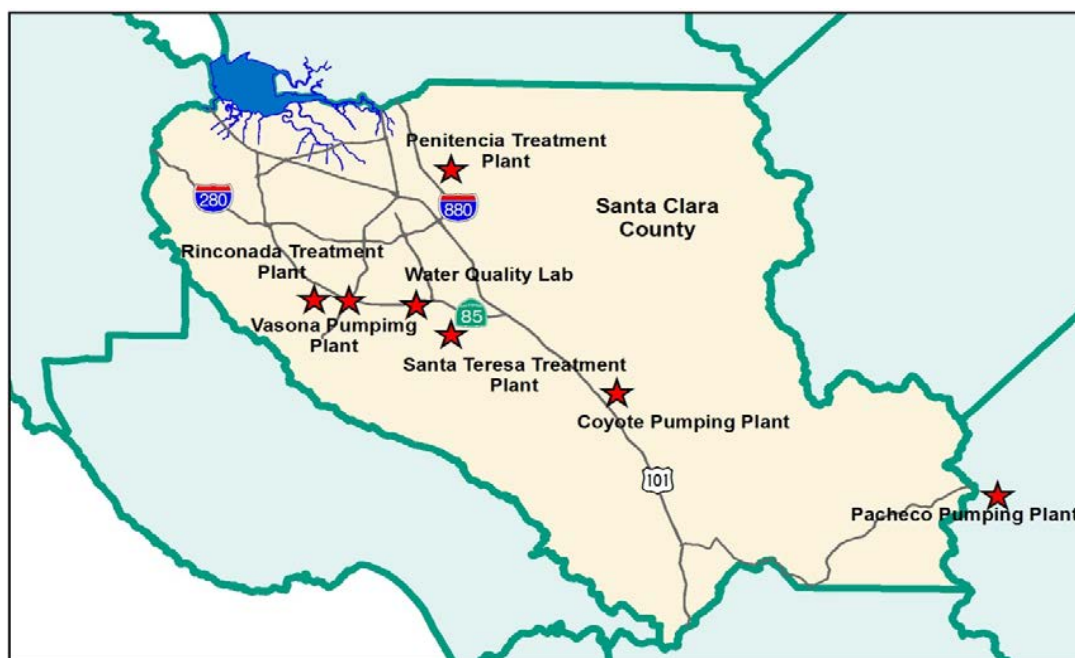 Penitencia Treatment
Plant
280
880
Santa Clara
County
Rinconada Treatment
Plant
Water Quality Lab
Vasona Pumpimg
Plant
85
Santa Teresa Treatment
Plant
Coyote Pumping Plant
101
Pacheco Pumping Plant